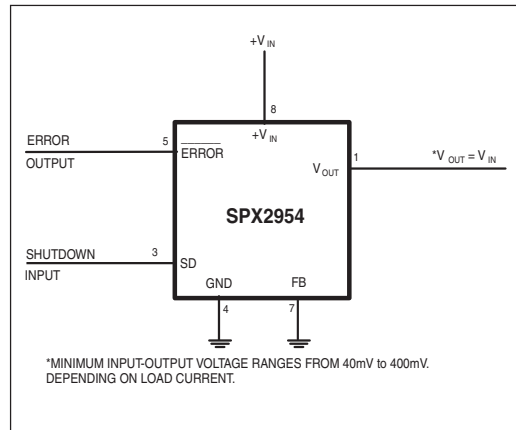 +V IN
8
+V IN
ERROR
OUTPUT
5
ERROR
V OUT
1
*V OUT = V IN
SPX2954
SHUTDOWN
INPUT
3
SD
GND
FB
4
7
*MINIMUM INPUT-OUTPUT VOLTAGE RANGES FROM 40mV to 400mV.
DEPENDING ON LOAD CURRENT.